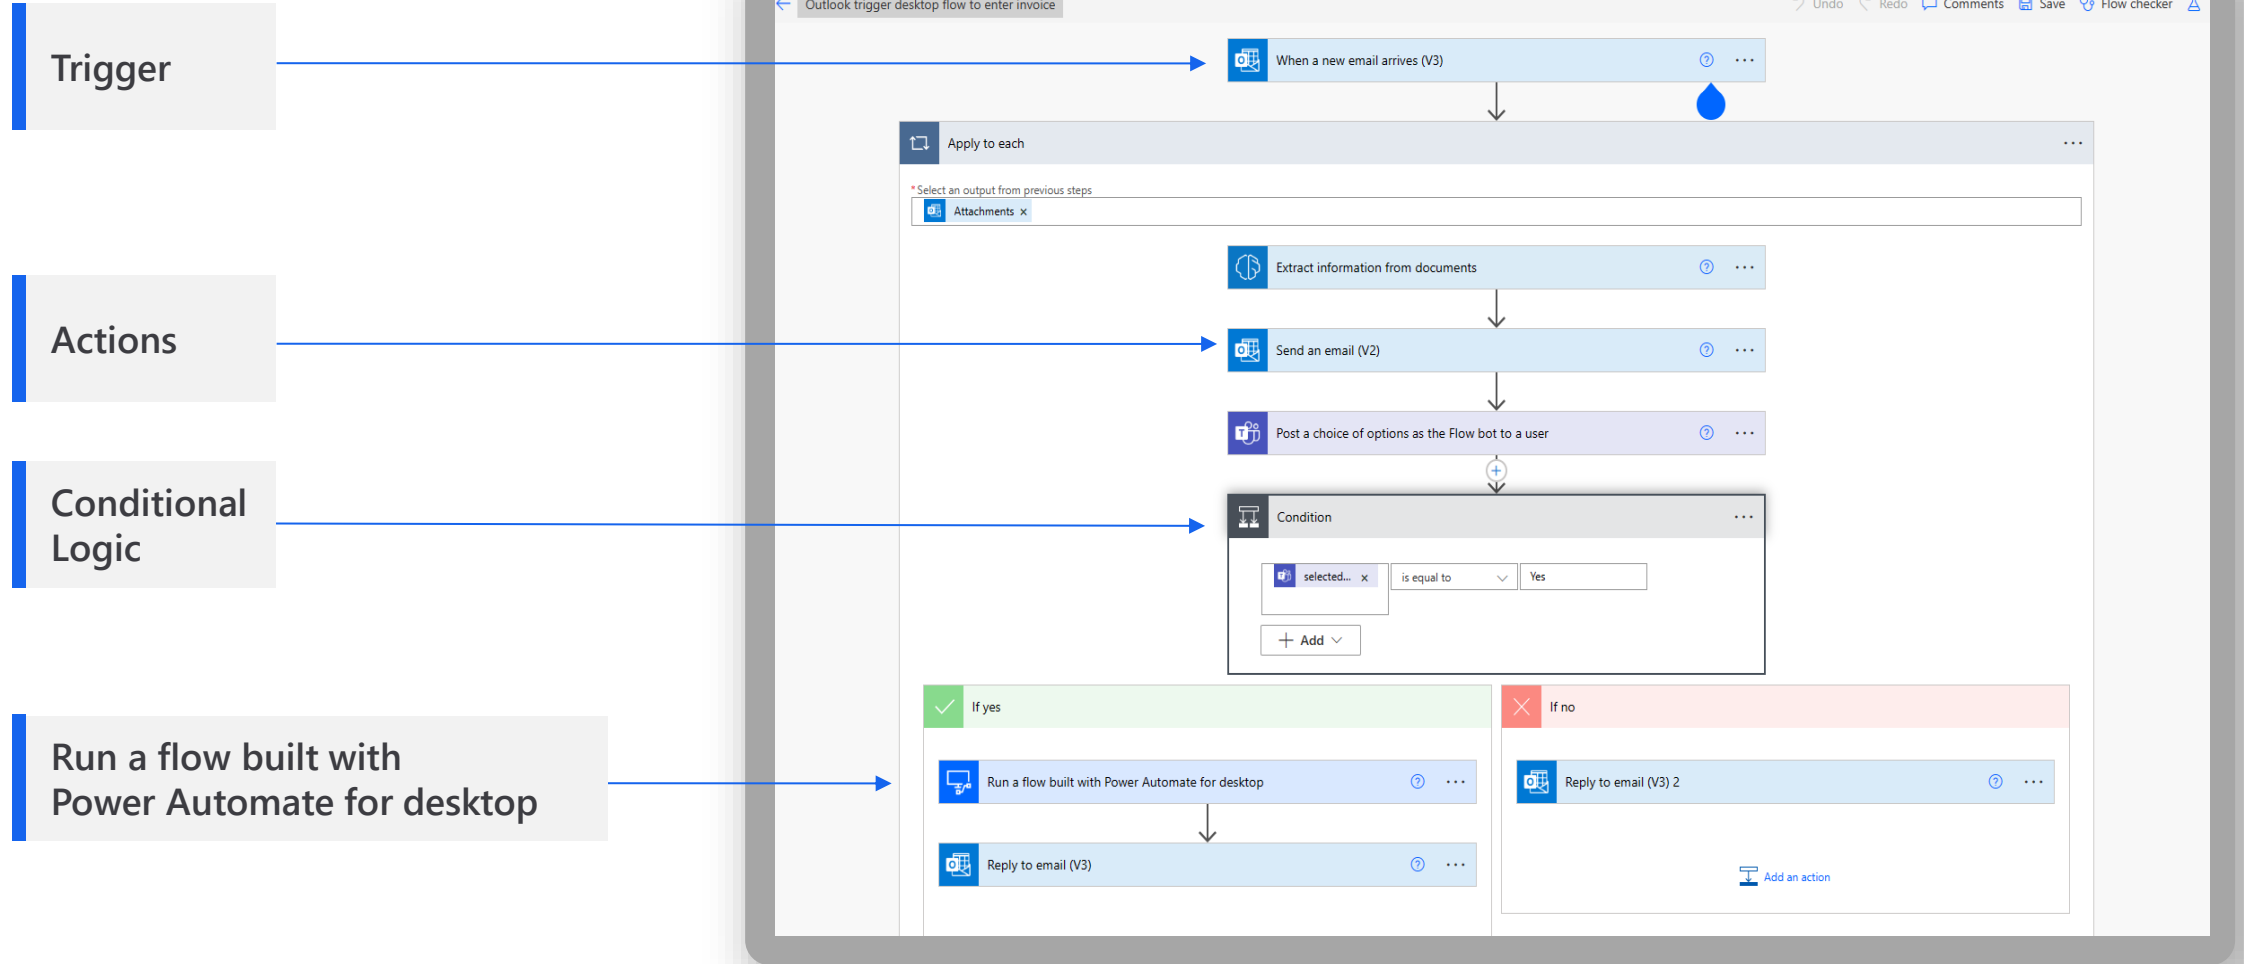 Outlook trigger desktop flow to enter invoice
Undo Redo Comments Save Flow checker
Trigger
When a new email arrives (V3)
Apply to each
*Select an output from previous steps
Attachments x
Extract information from documents
Actions
Send an email (V2)
Post a choice of options as the Flow bot to a user
Conditional
Logic
Condition
selected... x is equal to Yes
+ Add
If yes
If no
Run a flow built with
Power Automate for desktop
Run a flow built with Power Automate for desktop
Reply to email (V3) 2
Reply to email (V3)
Add an action